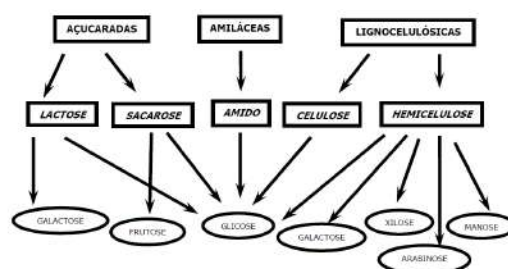 AÇUCARADAS AMILÁCEAS LIGNOCELULÓSICAS
LACTOSE SACAROSE AMIDO CELULOSE HEMICELULOSE
GALACTOSE FRUTOSE GLICOSE GALACTOSE XILOSE MANOSE
ARABINOSE